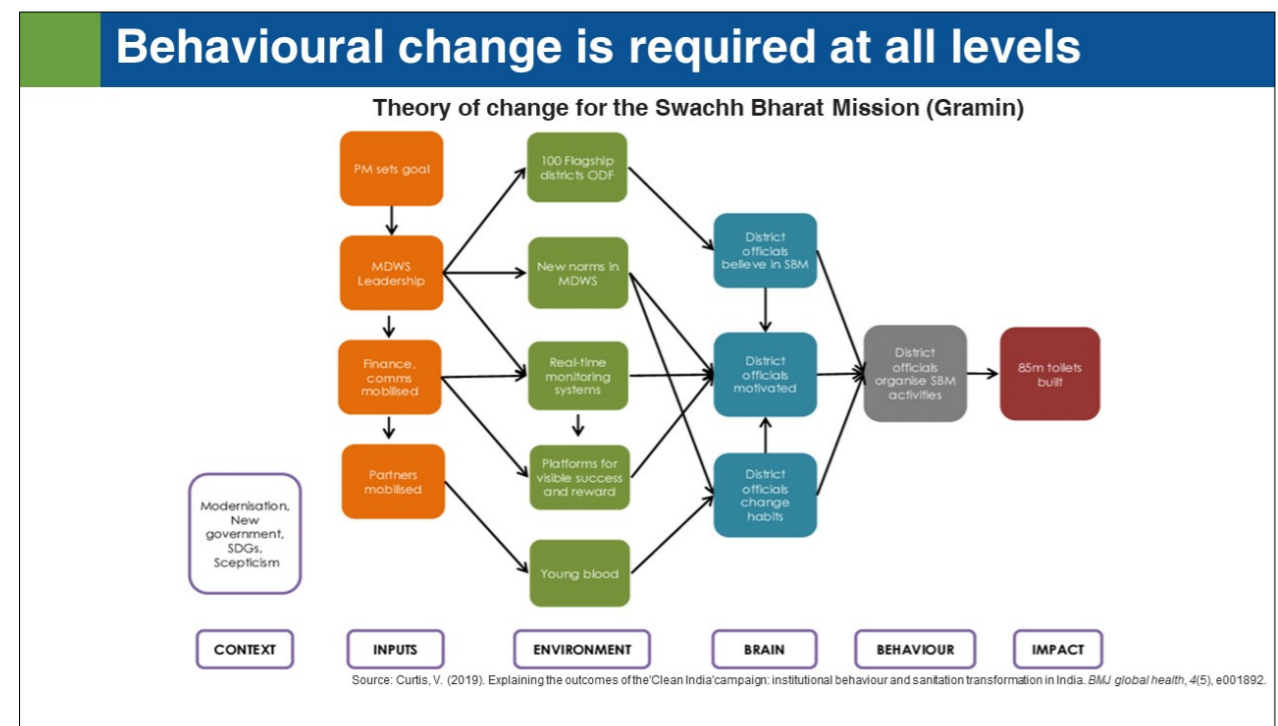 Behavioural change is required at all levels
Theory of change for the Swachh Bharat Mission (Gramin)
PM sets goal
MDWS
Leadership
Finance,
comms
mobilised
Partners
mobilised
100 Flagship
districts ODF
New norms in
MDWS
Real-time
monitoring
systems
Platforms for
visible success
and reward
Young blood
District
officials
believe in SBM
District
officials
motivated
District
officials
change
habits
District
officials
organise SBM
activities
85m toilets
built
Modernisation,
New
government,
SDGs,
Scepticism
CONTEXT
INPUTS
ENVIRONMENT
BRAIN
BEHAVIOUR
IMPACT
Source: Curtis, V. (2019). Explaining the outcomes of the'Clean India'campaign: institutional behaviour and sanitation transformation in India. BMJ global health, 4(5), e001892.